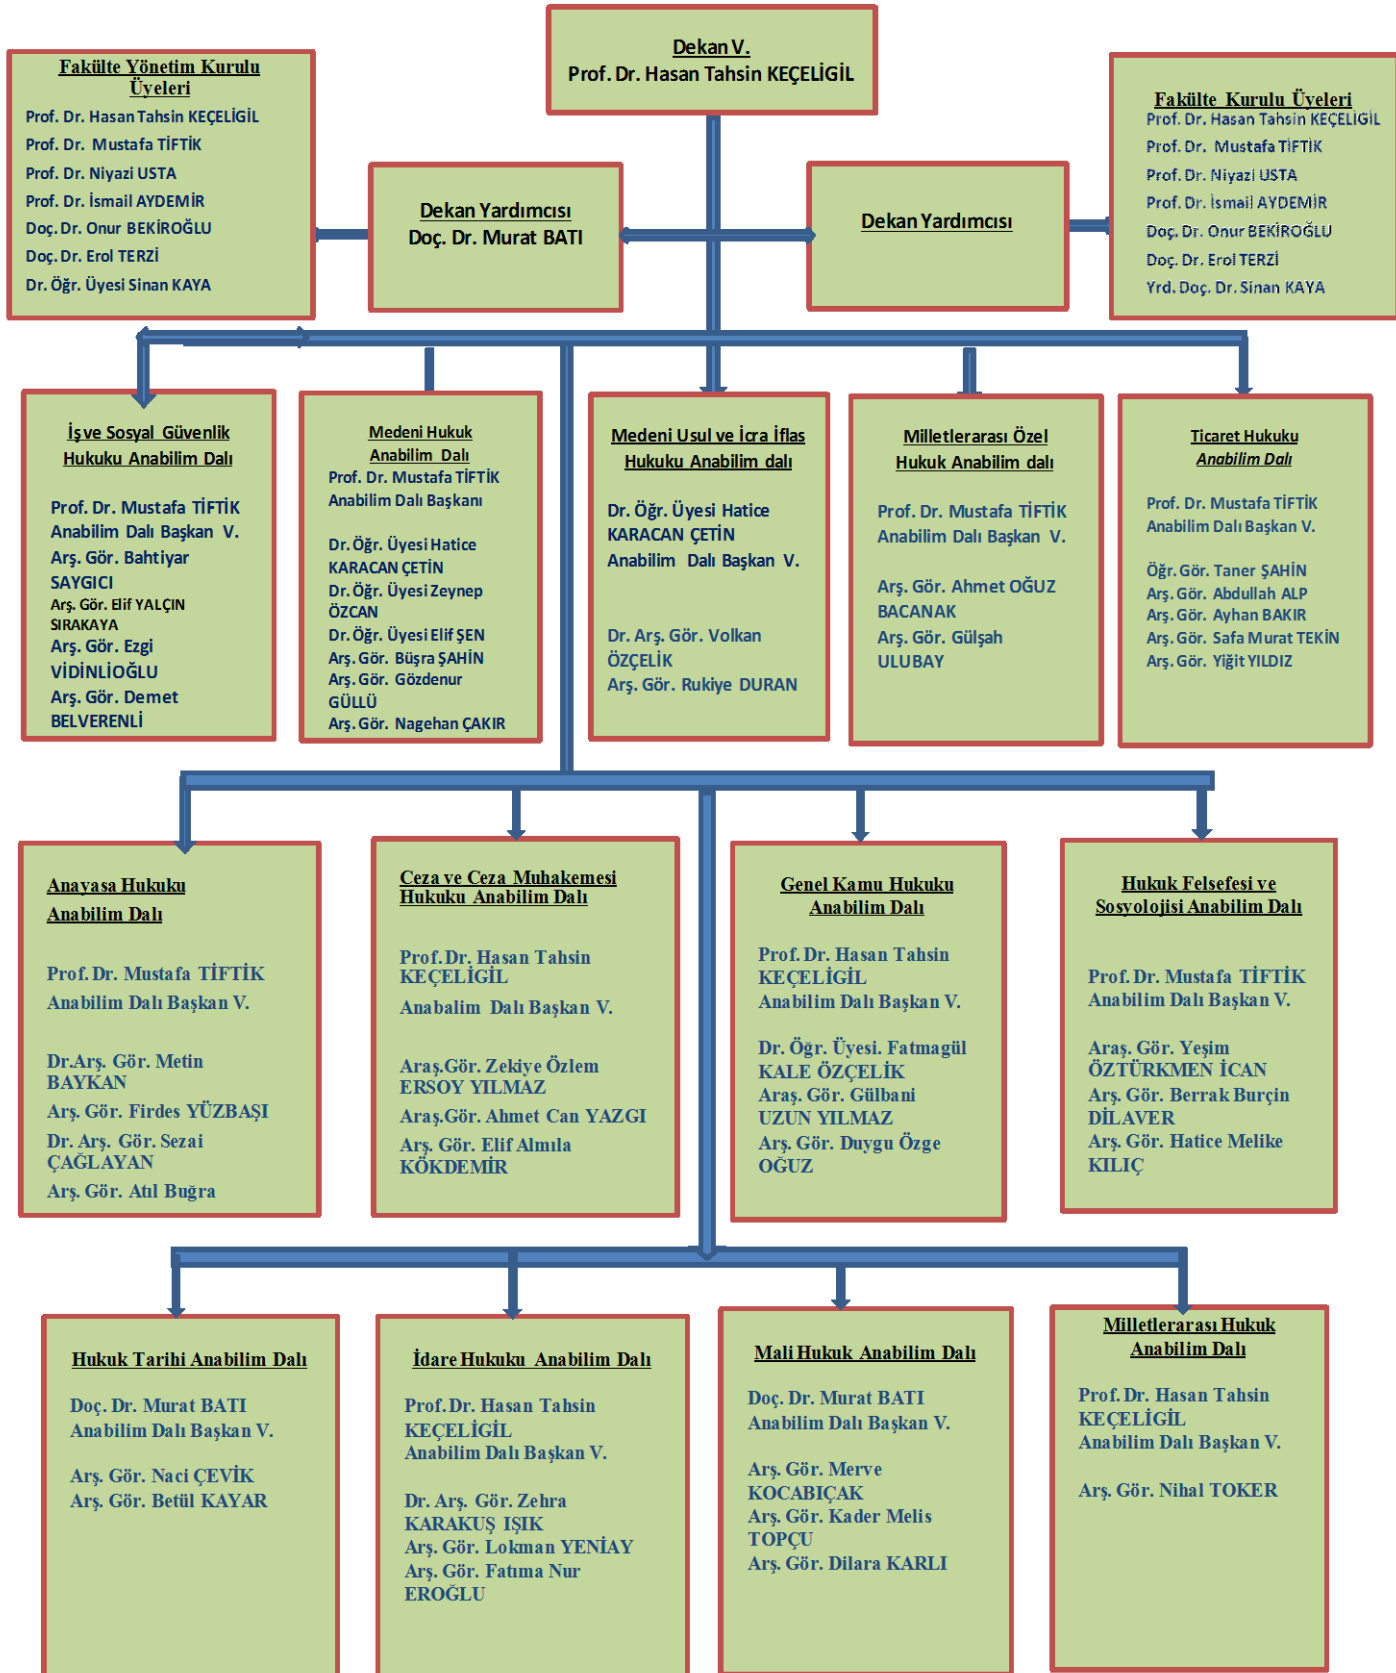 Dekan V.
Prof. Dr. Hasan Tahsin KEÇELİGİL
Fakülte Yönetim Kurulu
Üyeleri
Prof. Dr. Hasan Tahsin KEÇELİGİL
Prof. Dr. Mustafa TİFTİK
Prof. Dr. Niyazi USTA
Prof. Dr. İsmail AYDEMİR
Doç. Dr. Onur BEKİROĞLU
Doç. Dr. Erol TERZİ
Dr. Öğr. Üyesi Sinan KAYA
Dekan Yardımcısı
Doç. Dr. Murat BATI
Dekan Yardımcısı
Fakülte Kurulu Üyeleri
Prof. Dr. Hasan Tahsin KEÇELİGİL
Prof. Dr. Mustafa TİFTİK
Prof. Dr. Niyazi USTA
Prof. Dr. İsmail AYDEMİR
Doç. Dr. Onur BEKİROĞLU
Doç. Dr. Erol TERZİ
Yrd. Doç. Dr. Sinan KAYA
İş ve Sosyal Güvenlik
Hukuku Anabilim Dalı
Prof. Dr. Mustafa TİFTİK
Anabilim Dalı Başkan V.
Arş. Gör. Bahtiyar
SAYGICI
Arş. Gör. Elif YALÇIN
SIRAKAYA
Arş. Gör. Ezgi
VİDİNLİOĞLU
Arş. Gör. Demet
BELVERENLİ
Medeni Hukuk
Anabilim Dalı
Prof. Dr. Mustafa TİFTİK
Anabilim Dalı Başkanı
Dr. Öğr. Üyesi Hatice
KARACAN ÇETİN
Dr. Öğr. Üyesi Zeynep
ÖZCAN
Dr. Öğr. Üyesi Elif ŞEN
Arş. Gör. Büşra ŞAHİN
Arş. Gör. Gözdenur
GÜLLÜ
Arş. Gör. Nagehan ÇAKIR
Medeni Usul ve İcra İflas
Hukuku Anabilim dalı
Dr. Öğr. Üyesi Hatice
KARACAN ÇETİN
Anabilim Dalı Başkan V.
Dr. Arş. Gör. Volkan
ÖZÇELİK
Arş. Gör. Rukiye DURAN
Milletlerarası Özel
Hukuk Anabilim dalı
Prof. Dr. Mustafa TİFTİK
Anabilim Dalı Başkan V.
Arş. Gör. Ahmet OĞUZ
BACANAK
Arş. Gör. Gülşah
ULUBAY
Ticaret Hukuku
Anabilim Dalı
Prof. Dr. Mustafa TİFTİK
Anabilim Dalı Başkan V.
Öğr. Gör. Taner ŞAHİN
Arş. Gör. Abdullah ALP
Arş. Gör. Ayhan BAKIR
Arş. Gör. Safa Murat TEKİN
Arş. Gör. Yiğit YILDIZ
Anayasa Hukuku
Anabilim Dalı
Prof. Dr. Mustafa TİFTİK
Anabilim Dalı Başkan V.
Dr.Arş. Gör. Metin
BAYKAN
Arş. Gör. Firdes YÜZBAŞI
Dr. Arş. Gör. Sezai
ÇAĞLAYAN
Arş. Gör. Atıl Buğra
Ceza ve Ceza Muhakemesi
Hukuku Anabilim Dalı
Prof. Dr. Hasan Tahsin
KEÇELİGİL
Anabalim Dalı Başkan V.
Araş.Gör. Zekiye Özlem
ERSOY YILMAZ
Araş.Gör. Ahmet Can YAZGI
Arş. Gör. Elif Almıla
KÖKDEMİR
Genel Kamu Hukuku
Anabilim Dalı
Prof. Dr. Hasan Tahsin
KEÇELİGİL
Anabilim Dalı Başkan V.
Dr. Öğr. Üyesi. Fatmagül
KALE ÖZÇELİK
Araş. Gör. Gülbani
UZUN YILMAZ
Arş. Gör. Duygu Özge
OĞUZ
Hukuk Felsefesi ve
Sosyolojisi Anabilim Dalı
Prof. Dr. Mustafa TİFTİK
Anabilim Dalı Başkan V.
Araş. Gör. Yeşim
ÖZTÜRKMEN İCAN
Arş. Gör. Berrak Burçin
DİLAVER
Arş. Gör. Hatice Melike
KILIÇ
Hukuk Tarihi Anabilim Dalı
Doç. Dr. Murat BATI
Anabilim Dalı Başkan V.
Arş. Gör. Naci ÇEVİK
Arş. Gör. Betül KAYAR
İdare Hukuku Anabilim Dalı
Prof. Dr. Hasan Tahsin
KEÇELİGİL
Anabilim Dalı Başkan V.
Dr. Arş. Gör. Zehra
KARAKUŞ IŞIK
Arş. Gör. Lokman YENİAY
Arş. Gör. Fatıma Nur
EROĞLU
Mali Hukuk Anabilim Dalı
Doç. Dr. Murat BATI
Anabilim Dalı Başkan V.
Arş. Gör. Merve
KOCABIÇAK
Arş. Gör. Kader Melis
TOPÇU
Arş. Gör. Dilara KARLI
Milletlerarası Hukuk
Anabilim Dalı
Prof. Dr. Hasan Tahsin
KEÇELİGİL
Anabilim Dalı Başkan V.
Arş. Gör. Nihal TOKER